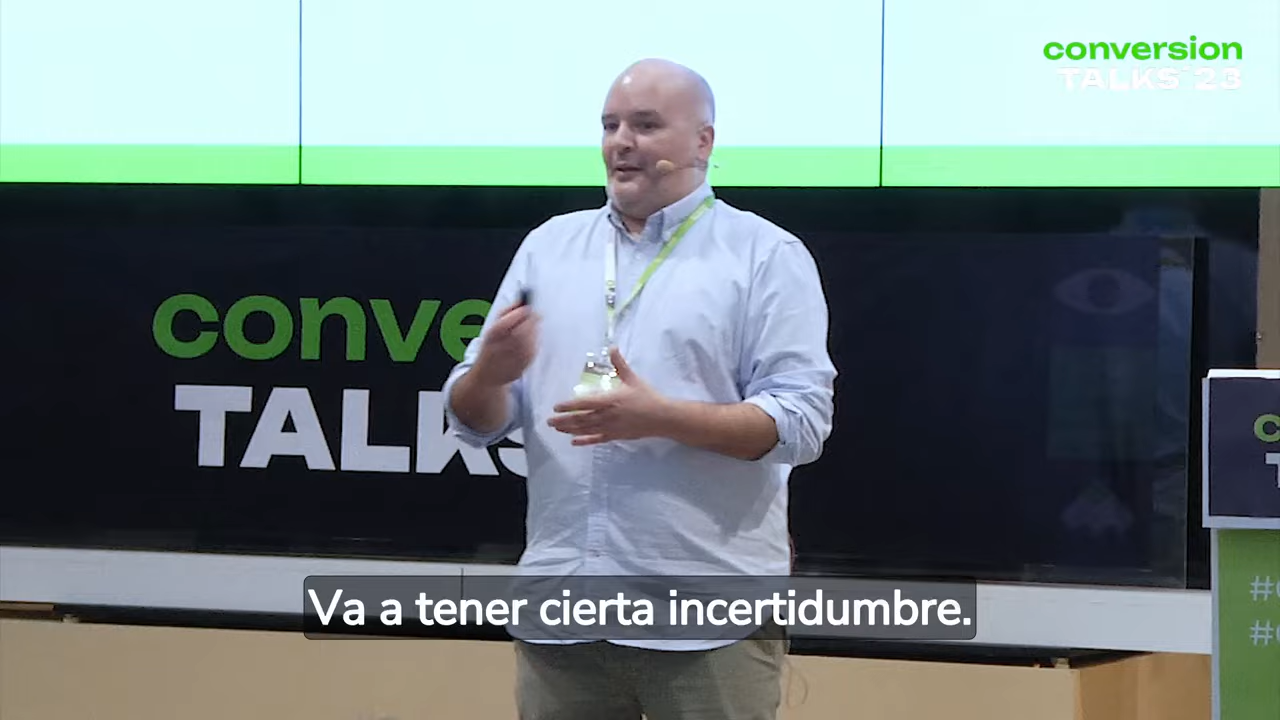 conversion
TALKS '23
conve
TALKS
Va a tener cierta incertidumbre.
#
#